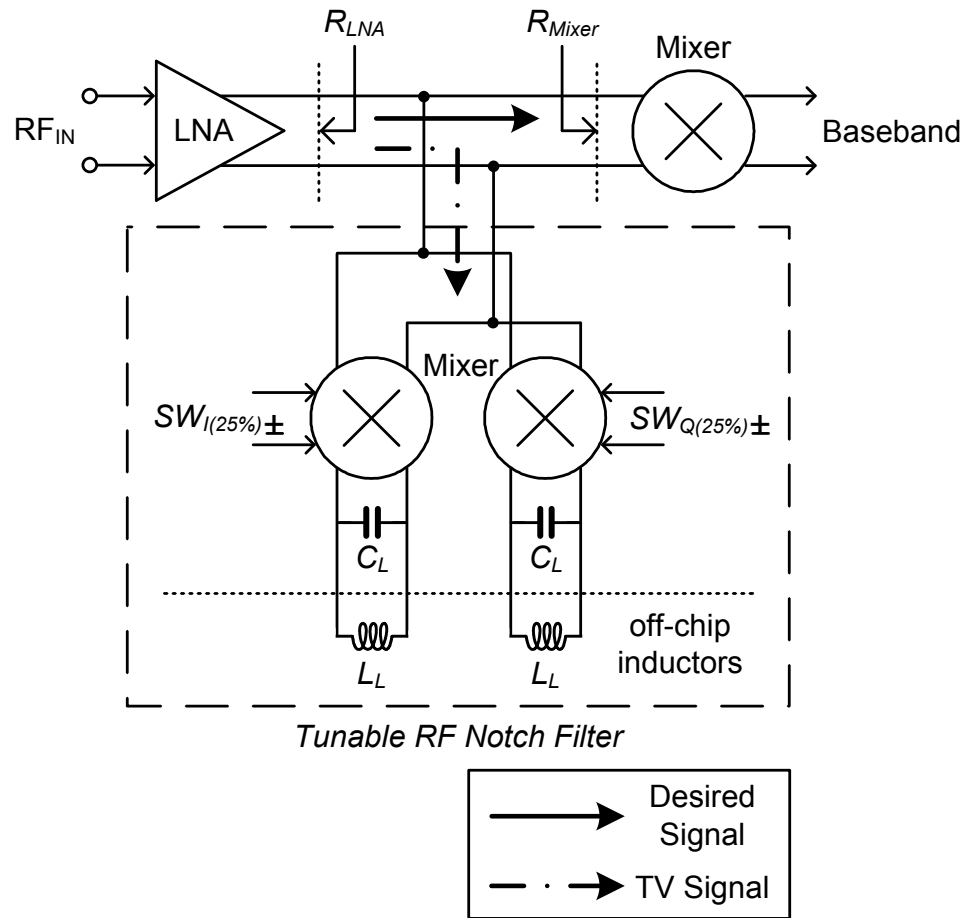 R_LNA
R_Mixer
Mixer
RF_IN
LNA
Baseband
Mixer
SW_I(25%)±
SW_Q(25%)±
C_L
C_L
off-chip
inductors
L_L
L_L
Tunable RF Notch Filter
Desired
Signal
TV Signal